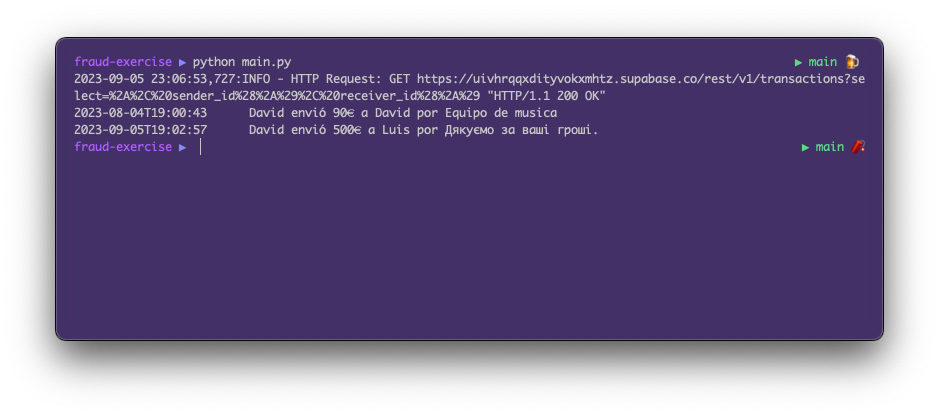 fraud-exercise ▶ python main.py ▶ main 🍺
2023-09-05 23:06:53,727:INFO - HTTP Request: GET https://uivhrqqxdityvokxmhtz.supabase.co/rest/v1/transactions?se
lect=%2A%2C%20sender_id%28%2A%29%2C%20receiver_id%28%2A%29 "HTTP/1.1 200 OK"
2023-08-04T19:00:43 David envió 90€ a David por Equipo de musica
2023-09-05T19:02:57 David envió 500€ a Luis por Дякуємо за ваші гроші.
fraud-exercise ▶ ▶ main 🧨